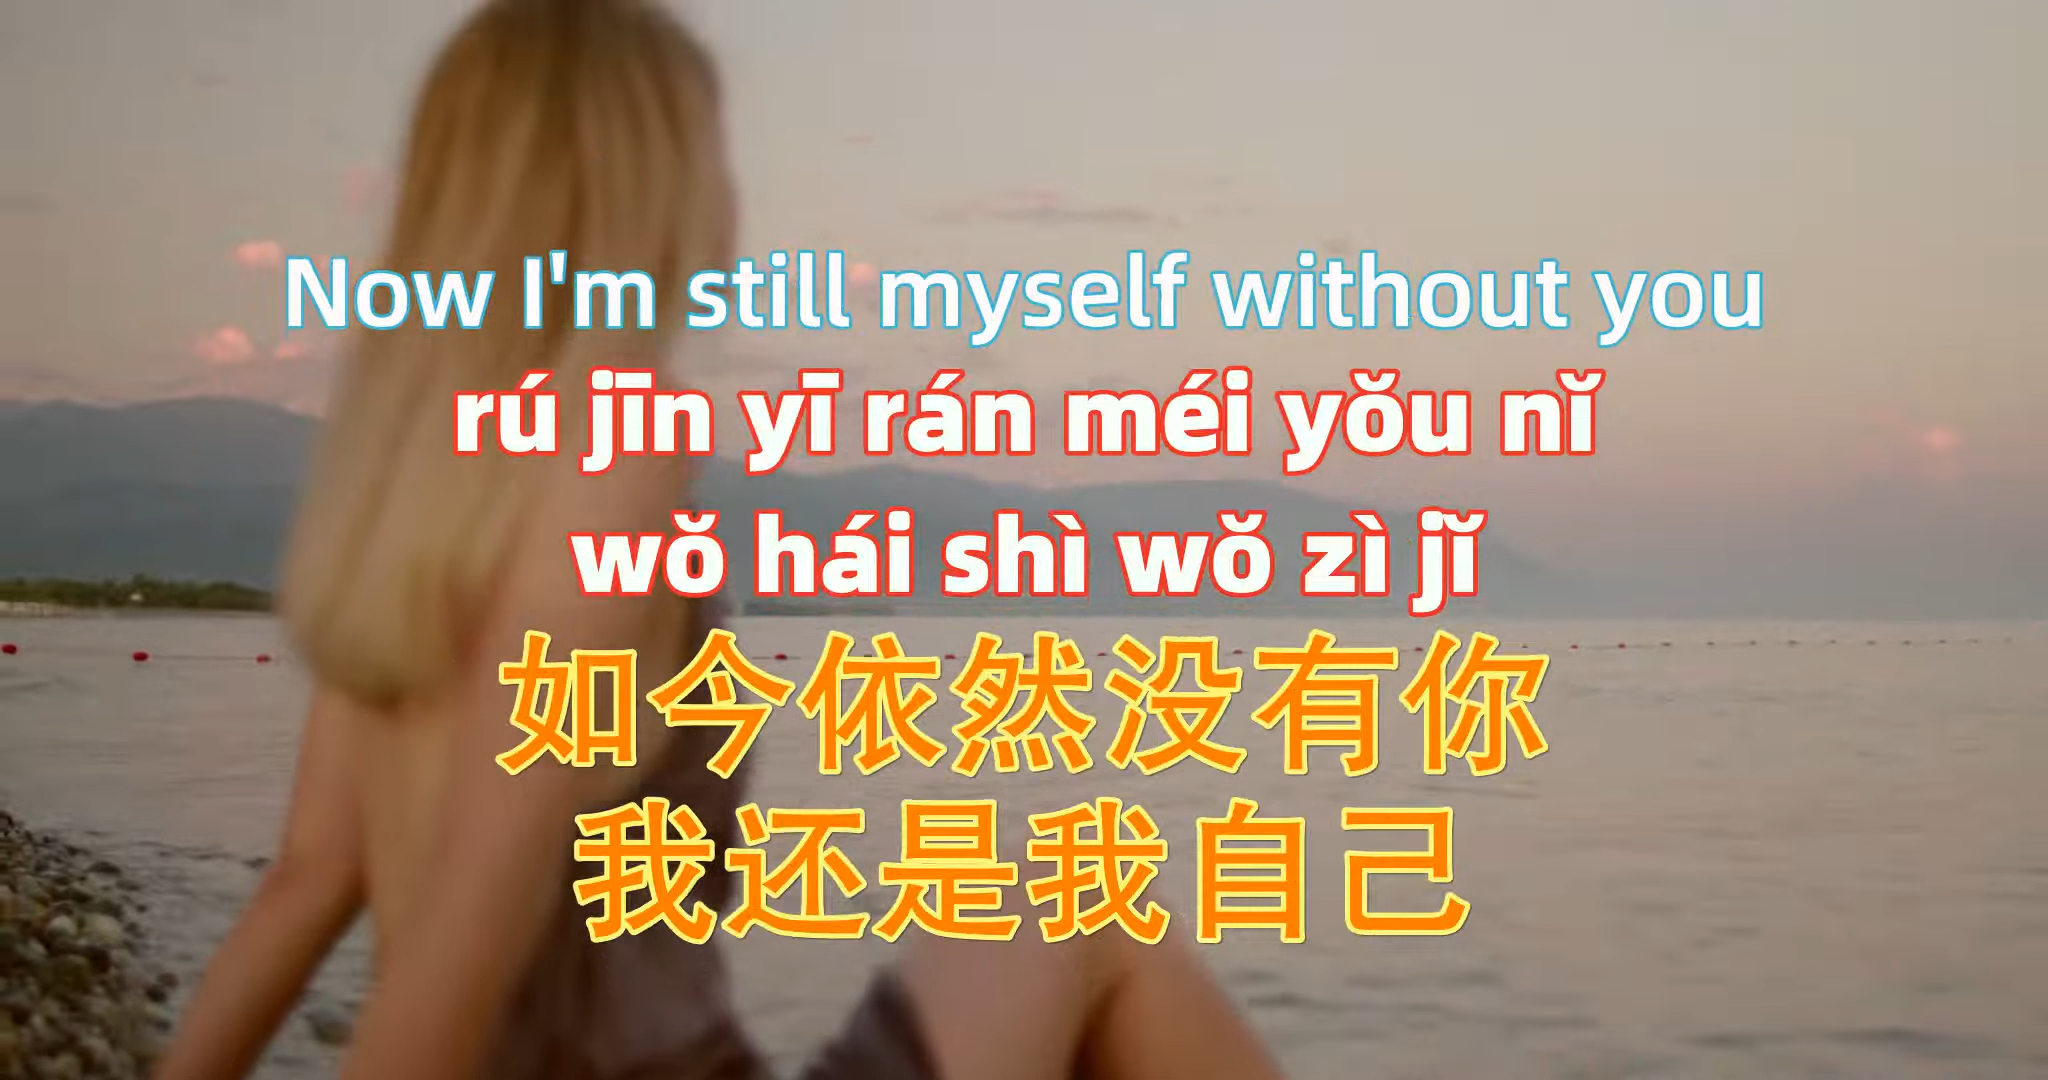 Now I'm still myself without you
rú jīn yī rán méi yǒu nǐ
wǒ hái shì wǒ zì jǐ
如今依然没有你
我还是我自己